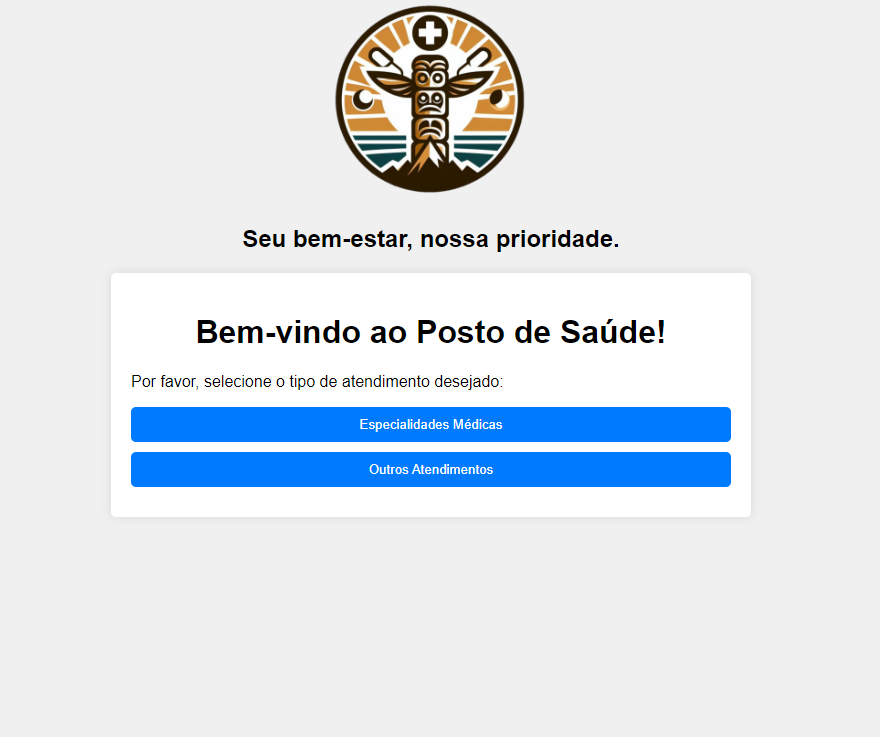 Seu bem-estar, nossa prioridade.
Bem-vindo ao Posto de Saúde!
Por favor, selecione o tipo de atendimento desejado:
Especialidades Médicas
Outros Atendimentos